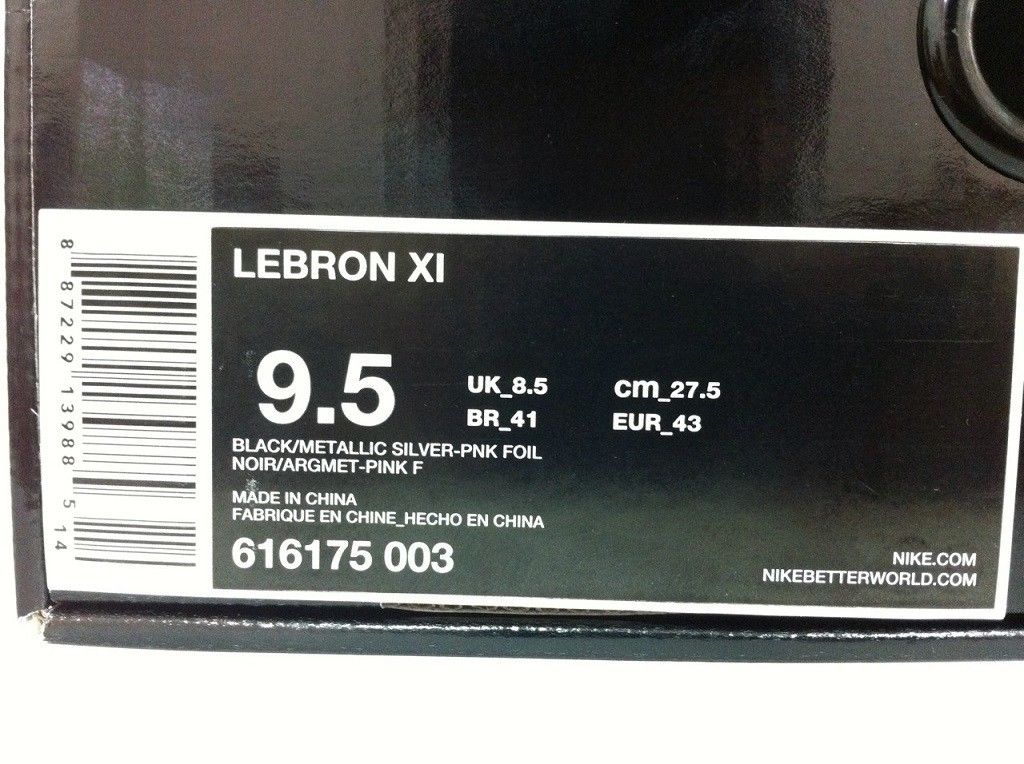 LEBRON XI
9.5
UK_8.5 cm_27.5
BR_41 EUR_43
BLACK/METALLIC SILVER-PNK FOIL
NOIR/ARGMET-PINK F
MADE IN CHINA
FABRIQUE EN CHINE_HECHO EN CHINA
616175 003
NIKE.COM
NIKEBETTERWORLD.COM
8 87229 13988 5 14